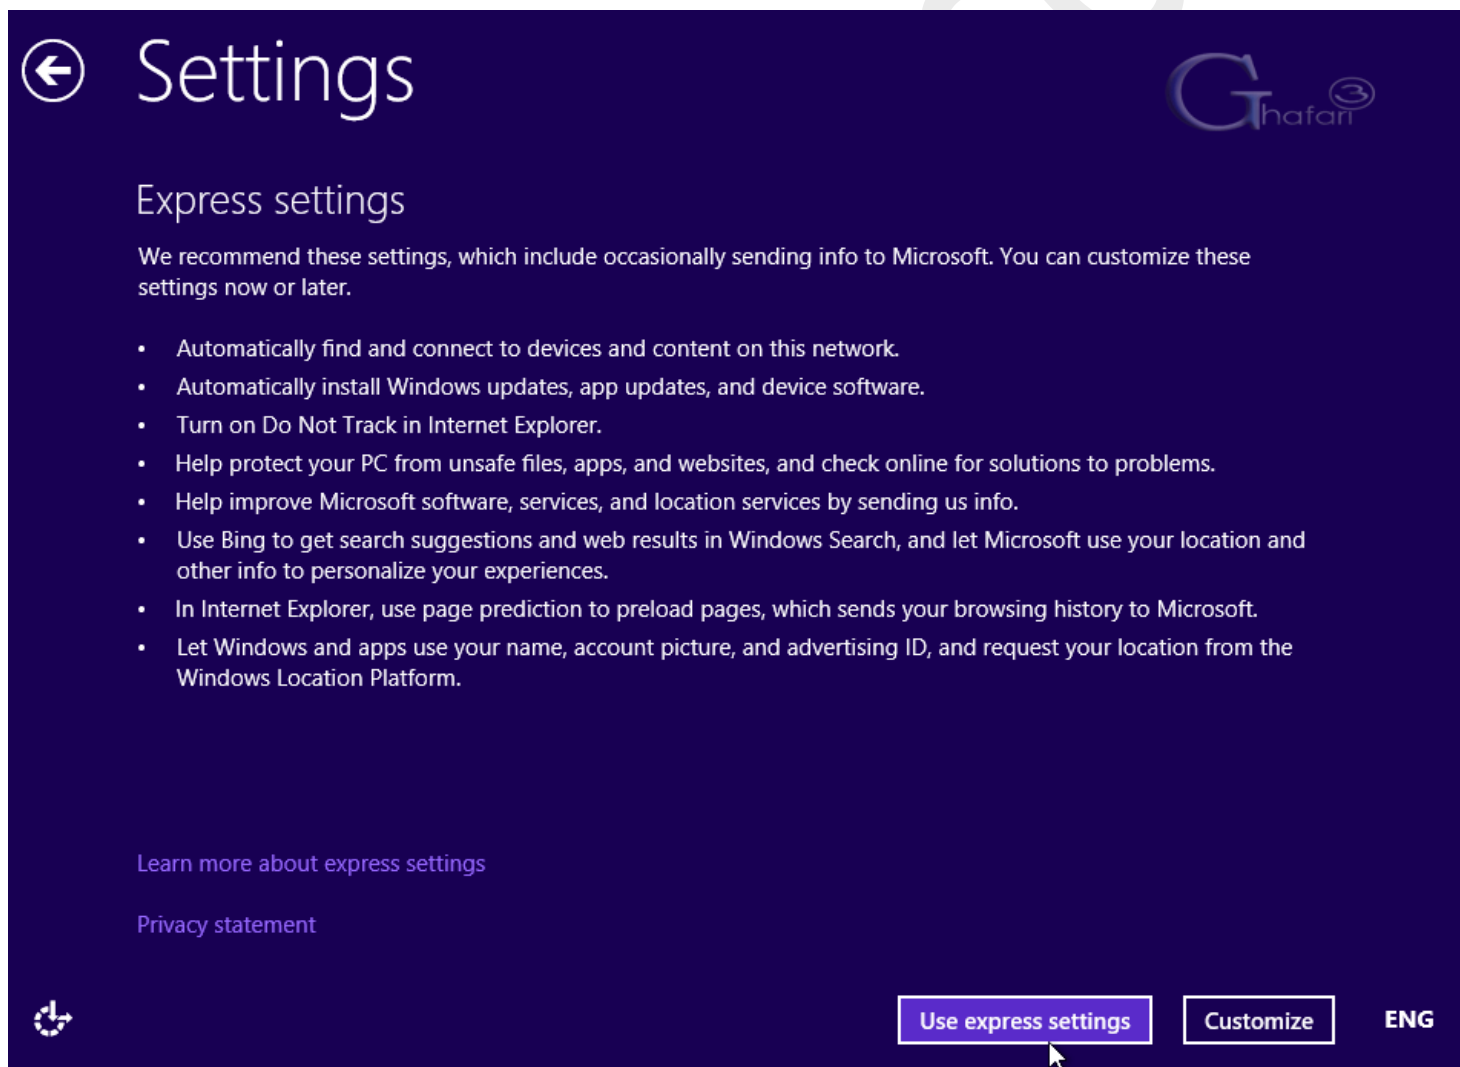 Settings
Ghafari3
Express settings
We recommend these settings, which include occasionally sending info to Microsoft. You can customize these
settings now or later.
• Automatically find and connect to devices and content on this network.
• Automatically install Windows updates, app updates, and device software.
• Turn on Do Not Track in Internet Explorer.
• Help protect your PC from unsafe files, apps, and websites, and check online for solutions to problems.
• Help improve Microsoft software, services, and location services by sending us info.
• Use Bing to get search suggestions and web results in Windows Search, and let Microsoft use your location and
other info to personalize your experiences.
• In Internet Explorer, use page prediction to preload pages, which sends your browsing history to Microsoft.
• Let Windows and apps use your name, account picture, and advertising ID, and request your location from the
Windows Location Platform.
Learn more about express settings
Privacy statement
Use express settings Customize ENG